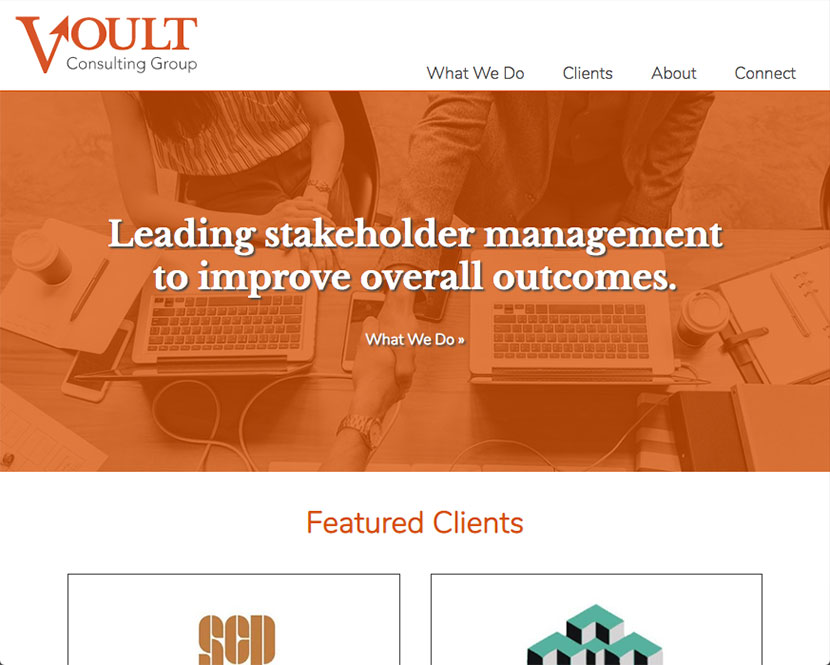 VOULT
Consulting Group
What We Do
Clients
About
Connect
Leading stakeholder management
to improve overall outcomes.
What We Do »
Featured Clients
SCD